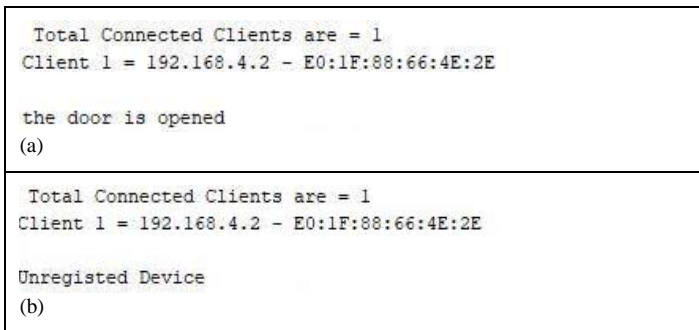 Total Connected Clients are = 1
Client 1 = 192.168.4.2 - E0:1F:88:66:4E:2E
the door is opened
(a)
Total Connected Clients are = 1
Client 1 = 192.168.4.2 - E0:1F:88:66:4E:2E
Unregisted Device
(b)